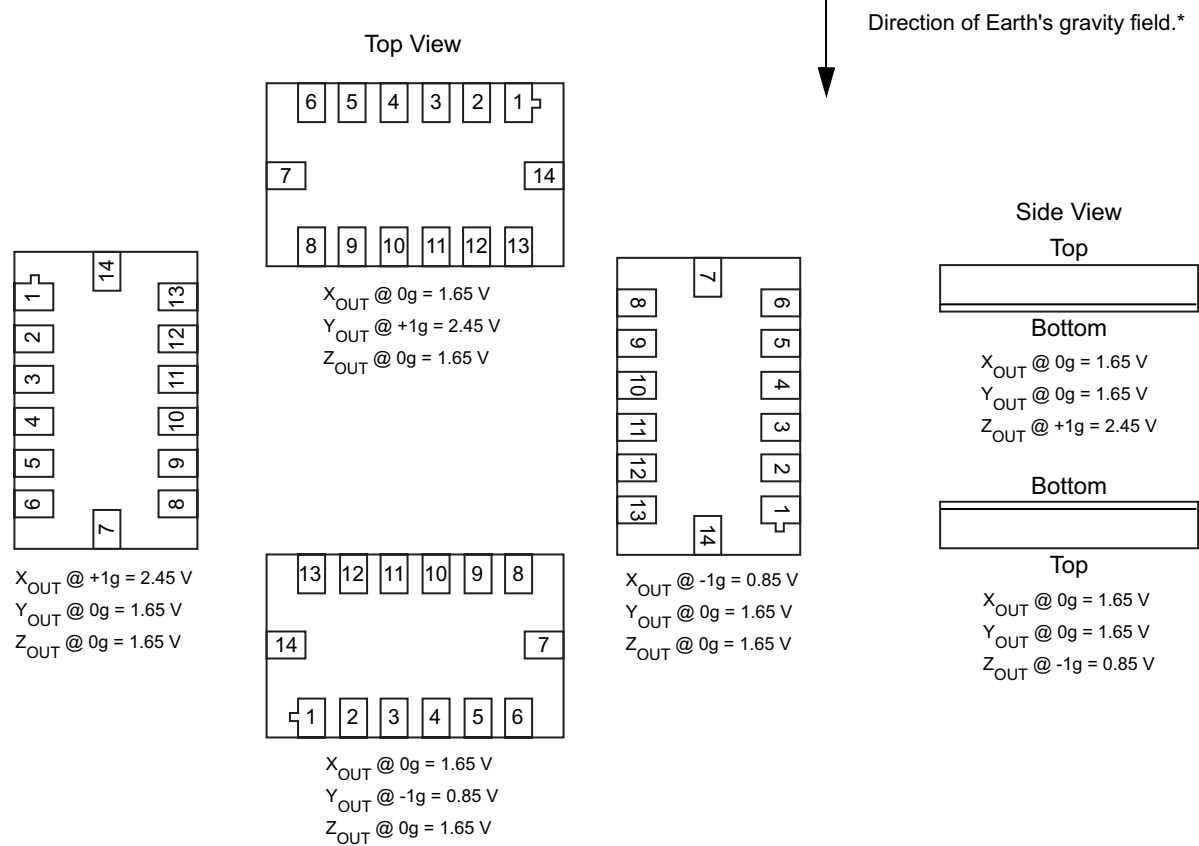 Direction of Earth's gravity field.*
Top View
6 5 4 3 2 1
7 14
8 9 10 11 12 13
X_OUT @ 0g = 1.65 V
Y_OUT @ +1g = 2.45 V
Z_OUT @ 0g = 1.65 V
14
1 13
2 12
3 11
4 10
5 9
6 8
7
X_OUT @ +1g = 2.45 V
Y_OUT @ 0g = 1.65 V
Z_OUT @ 0g = 1.65 V
13 12 11 10 9 8
14 7
1 2 3 4 5 6
X_OUT @ 0g = 1.65 V
Y_OUT @ -1g = 0.85 V
Z_OUT @ 0g = 1.65 V
7
8 6
9 5
10 4
11 3
12 2
13 1
14
X_OUT @ -1g = 0.85 V
Y_OUT @ 0g = 1.65 V
Z_OUT @ 0g = 1.65 V
Side View
Top
Bottom
X_OUT @ 0g = 1.65 V
Y_OUT @ 0g = 1.65 V
Z_OUT @ +1g = 2.45 V
Bottom
Top
X_OUT @ 0g = 1.65 V
Y_OUT @ 0g = 1.65 V
Z_OUT @ -1g = 0.85 V